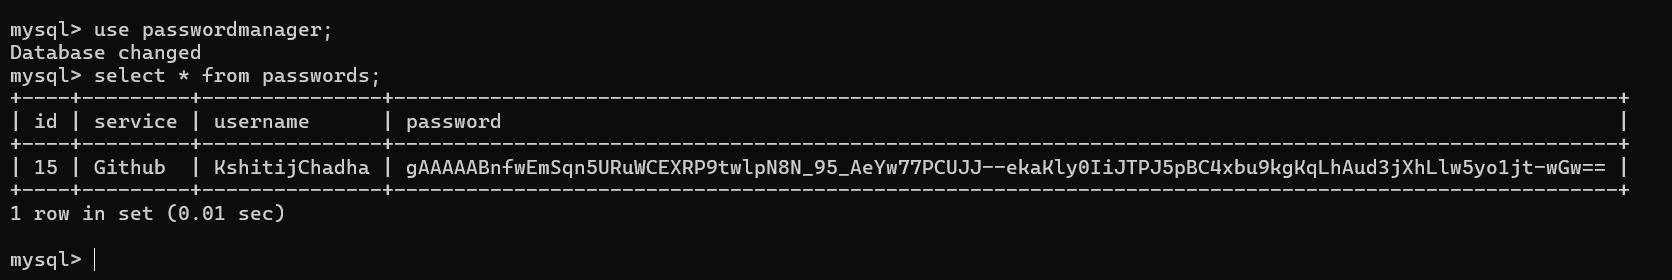 mysql> use passwordmanager;
Database changed
mysql> select * from passwords;
+----+---------+--------------+------------------------------------------------------------------------------------------------------+
| id | service | username     | password                                                                                             |
+----+---------+--------------+------------------------------------------------------------------------------------------------------+
| 15 | Github  | KshitijChadha | gAAAAABnfwEmSqn5URuWCEXRP9twlpN8N_95_AeYw77PCUJJ--ekaKly0IiJTPJ5pBC4xbu9kgKqLhAud3jXhLlw5yo1jt-wGw== |
+----+---------+--------------+------------------------------------------------------------------------------------------------------+
1 row in set (0.01 sec)
mysql>